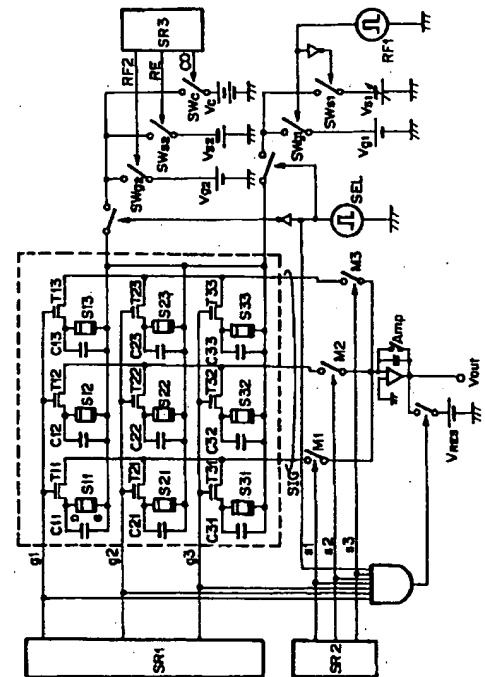 SR3
RF2
RE
CO
SWg2
SWs2
SWc
Vg2
Vs2
Vc
SWg1
SWs1
Vg1
Vs1
RF1
SEL
g1
g2
g3
C11
T11
S11
D
G
C12
T12
S12
C13
T13
S13
C21
T21
S21
C22
T22
S22
C23
T23
S23
C31
T31
S31
C32
T32
S32
C33
T33
S33
SIG
M1
M2
M3
s1
s2
s3
SR1
SR2
Amp
VRES
Vout